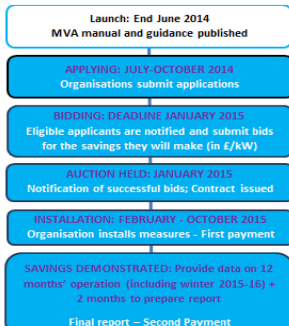 Launch: End June 2014
MVA manual and guidance published
APPLYING: JULY-OCTOBER 2014
Organisations submit applications
BIDDING: DEADLINE JANUARY 2015
Eligible applicants are notified and submit bids
for the savings they will make (in £/kW)
AUCTION HELD: JANUARY 2015
Notification of successful bids; Contract issued
INSTALLATION: FEBRUARY - OCTOBER 2015
Organisation installs measures - First payment
SAVINGS DEMONSTRATED: Provide data on 12
months' operation (including winter 2015-16) +
2 months to prepare report
Final report – Second Payment